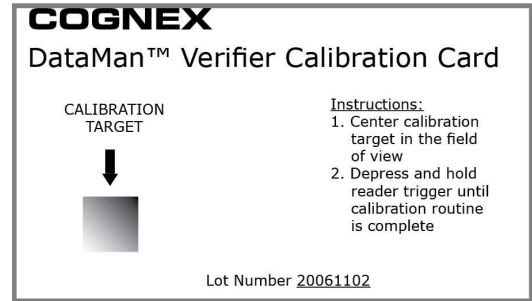 COGNEX
DataMan™ Verifier Calibration Card
CALIBRATION
TARGET
Instructions:
1. Center calibration
target in the field
of view
2. Depress and hold
reader trigger until
calibration routine
is complete
Lot Number 20061102